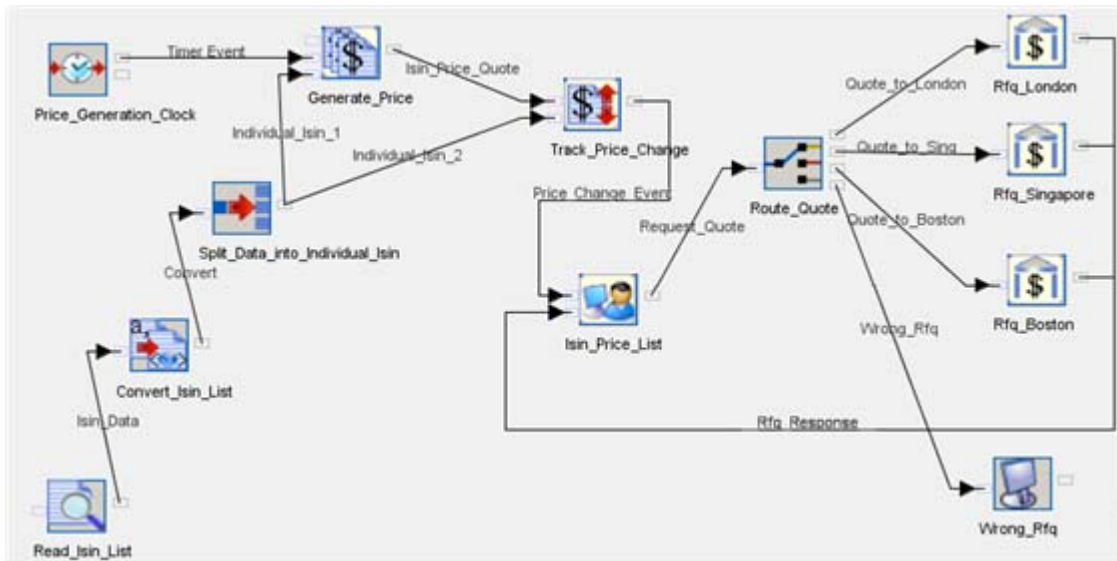 Timer Event
Price_Generation_Clock
Generate_Price
Isin_Price_Quote
Individual_Isin_1
Individual_Isin_2
Track_Price_Change
Quote_to_London
Rfq_London
Quote_to_Sing
Rfq_Singapore
Route_Quote
Quote_to_Boston
Rfq_Boston
Split_Data_into_Individual_Isin
Price_Change_Event
Request_Quote
Convert
Isin_Price_List
Wrong_Rfq
a,
Convert_Isin_List
Isin_Data
Rfq_Response
Read_Isin_List
Wrong_Rfq